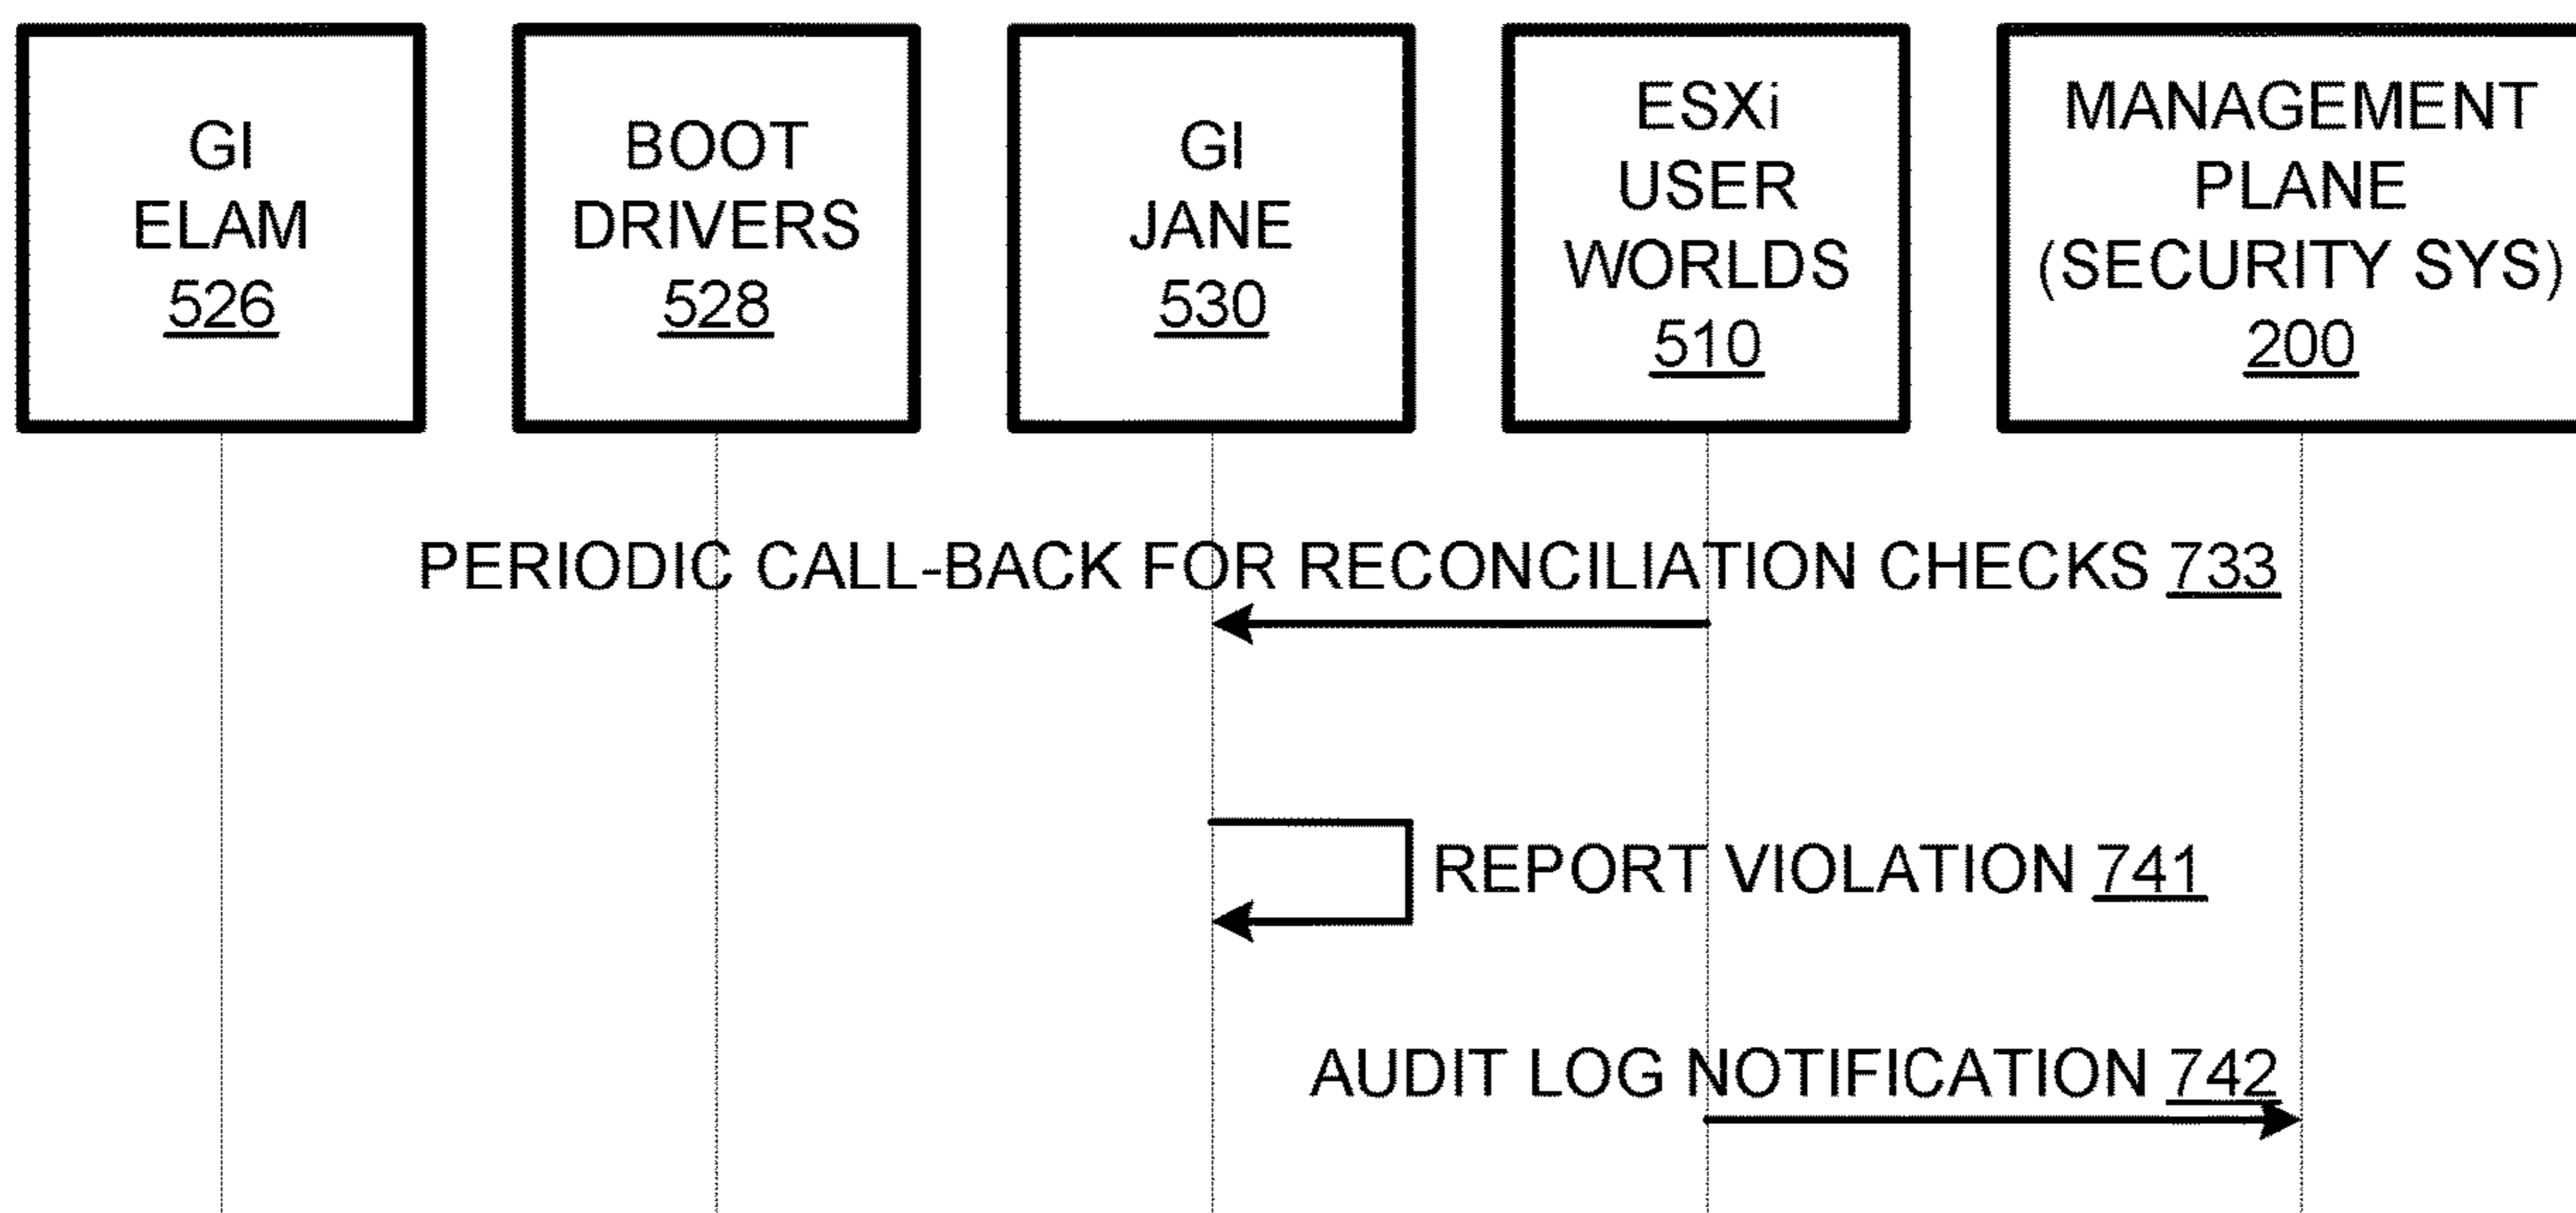 GI
ELAM
526
BOOT
DRIVERS
528
GI
JANE
530
ESXi
USER
WORLDS
510
MANAGEMENT
PLANE
(SECURITY SYS)
200
PERIODIC CALL-BACK FOR RECONCILIATION CHECKS 733
REPORT VIOLATION 741
AUDIT LOG NOTIFICATION 742